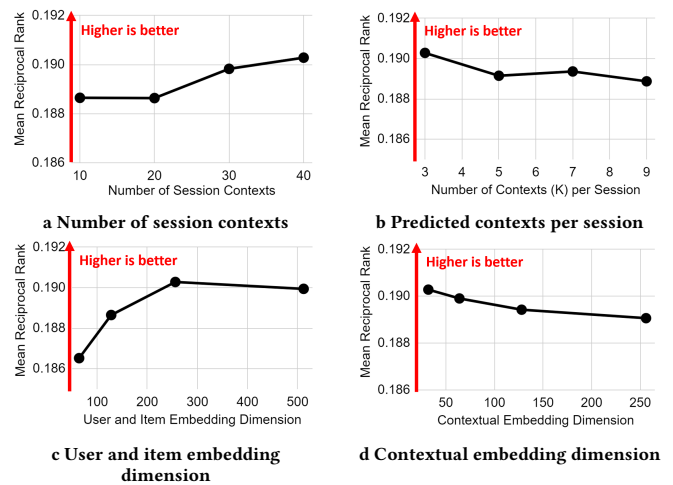 0.192
Higher is better
0.190
0.188
0.186
Mean Reciprocal Rank
10 20 30 40
Number of Session Contexts
a Number of session contexts
0.192
Higher is better
0.190
0.188
0.186
Mean Reciprocal Rank
3 4 5 6 7 8 9
Number of Contexts (K) per Session
b Predicted contexts per session
0.192
Higher is better
0.190
0.188
0.186
Mean Reciprocal Rank
100 200 300 400 500
User and Item Embedding Dimension
c User and item embedding
dimension
0.192
Higher is better
0.190
0.188
0.186
Mean Reciprocal Rank
50 100 150 200 250
Contextual Embedding Dimension
d Contextual embedding dimension